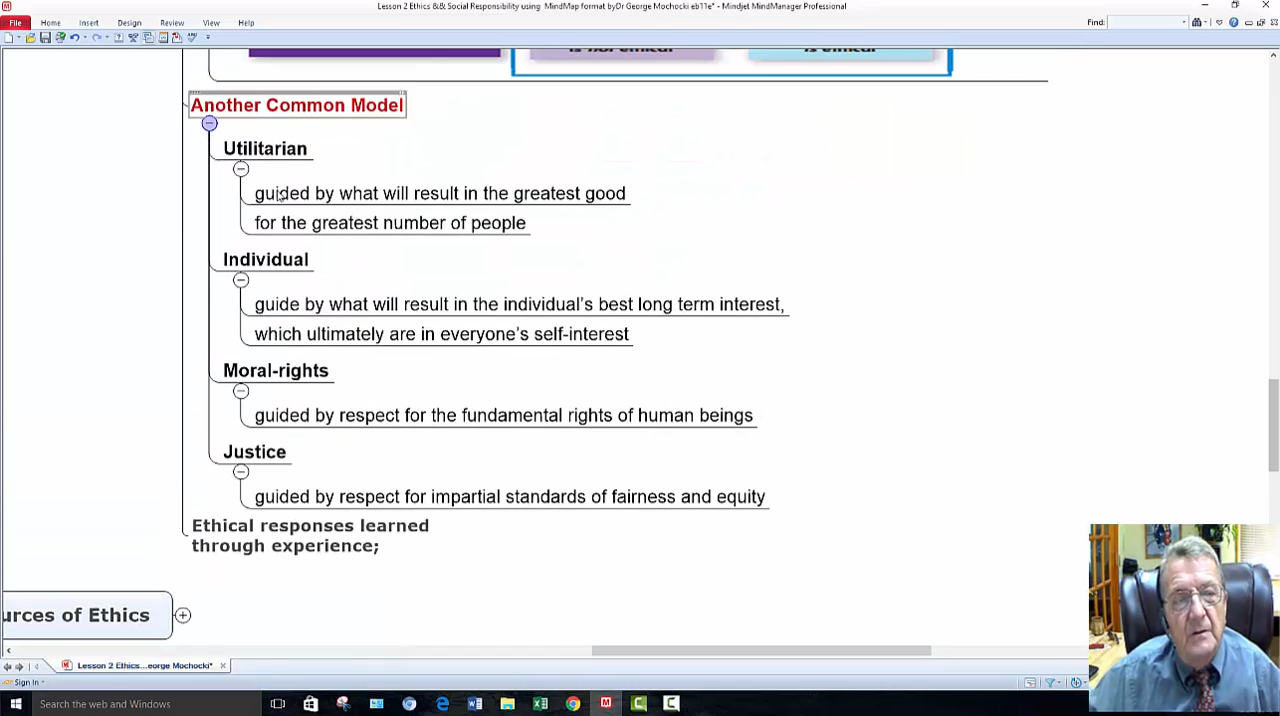 Lesson 2 Ethics && Social Responsibility using MindMap format byDr George Mochocki eb11e* - Mindjet MindManager Professional
File Home Insert Design Review View Help Find:
is ethical
Another Common Model
Utilitarian
guided by what will result in the greatest good
for the greatest number of people
Individual
guide by what will result in the individual's best long term interest,
which ultimately are in everyone's self-interest
Moral-rights
guided by respect for the fundamental rights of human beings
Justice
guided by respect for impartial standards of fairness and equity
Ethical responses learned
through experience;
urces of Ethics
Lesson 2 Ethics...eorge Mochocki*
Sign In
Search the web and Windows